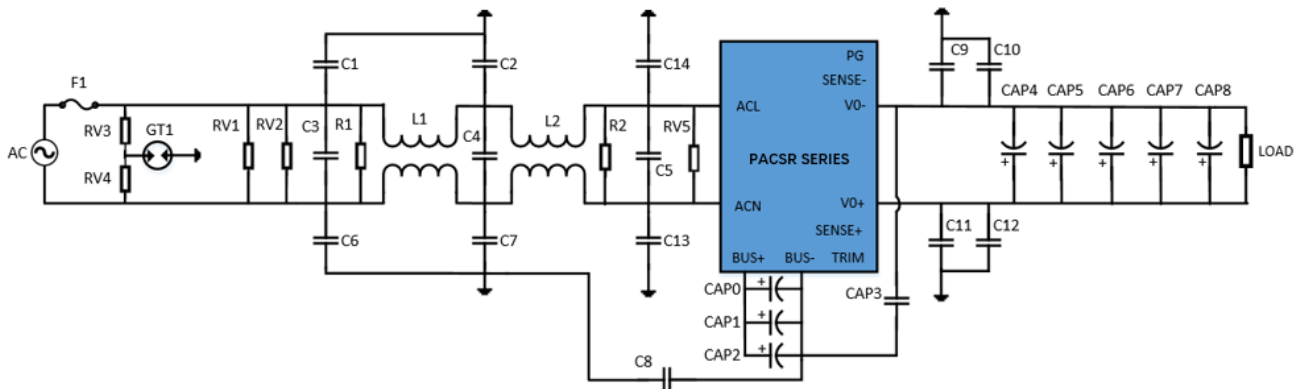 C9 C10
PG
C1 C2 C14
SENSE-
F1
CAP4 CAP5 CAP6 CAP7 CAP8
ACL V0-
RV3 GT1 RV1 RV2 C3 R1 L1 C4 L2 R2 RV5
AC
PACSR SERIES
LOAD
C5
RV4
ACN V0+
C11 C12
SENSE+
C6 C7 C13
BUS+ BUS- TRIM
CAP0 + CAP3
CAP1 +
CAP2 +
C8
+ + + + +